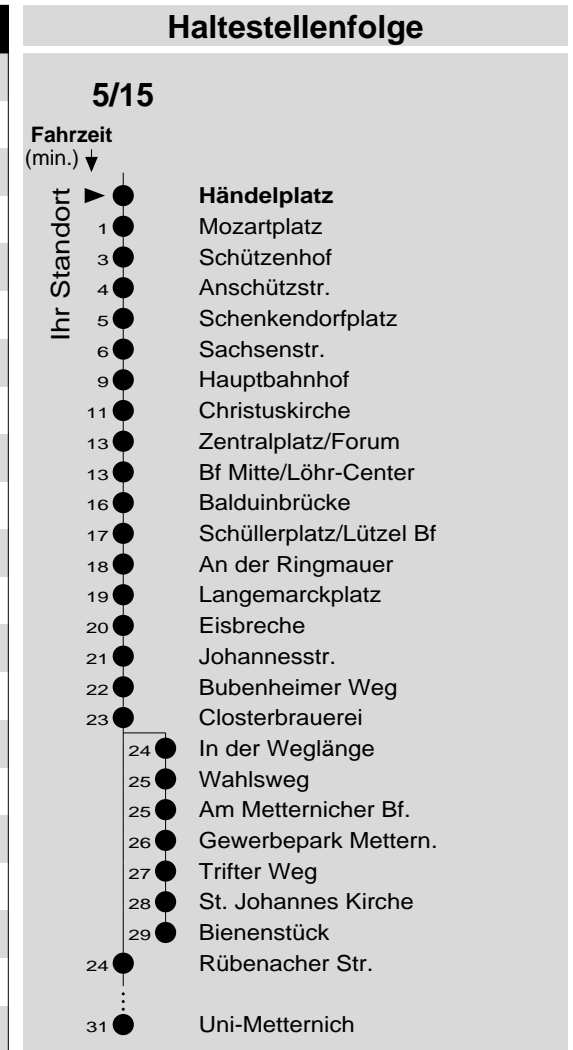 Haltestellenfolge
5/15
Fahrzeit
(min.)
Ihr Standort
Händelplatz
1 Mozartplatz
3 Schützenhof
4 Anschützstr.
5 Schenkendorfplatz
6 Sachsenstr.
9 Hauptbahnhof
11 Christuskirche
13 Zentralplatz/Forum
13 Bf Mitte/Löhr-Center
16 Balduinbrücke
17 Schüllerplatz/Lützel Bf
18 An der Ringmauer
19 Langemarckplatz
20 Eisbreche
21 Johannesstr.
22 Bubenheimer Weg
23 Closterbrauerei
24 In der Weglänge
25 Wahlsweg
25 Am Metternicher Bf.
26 Gewerbepark Mettern.
27 Trifter Weg
28 St. Johannes Kirche
29 Bienenstück
24 Rübenacher Str.
31 Uni-Metternich